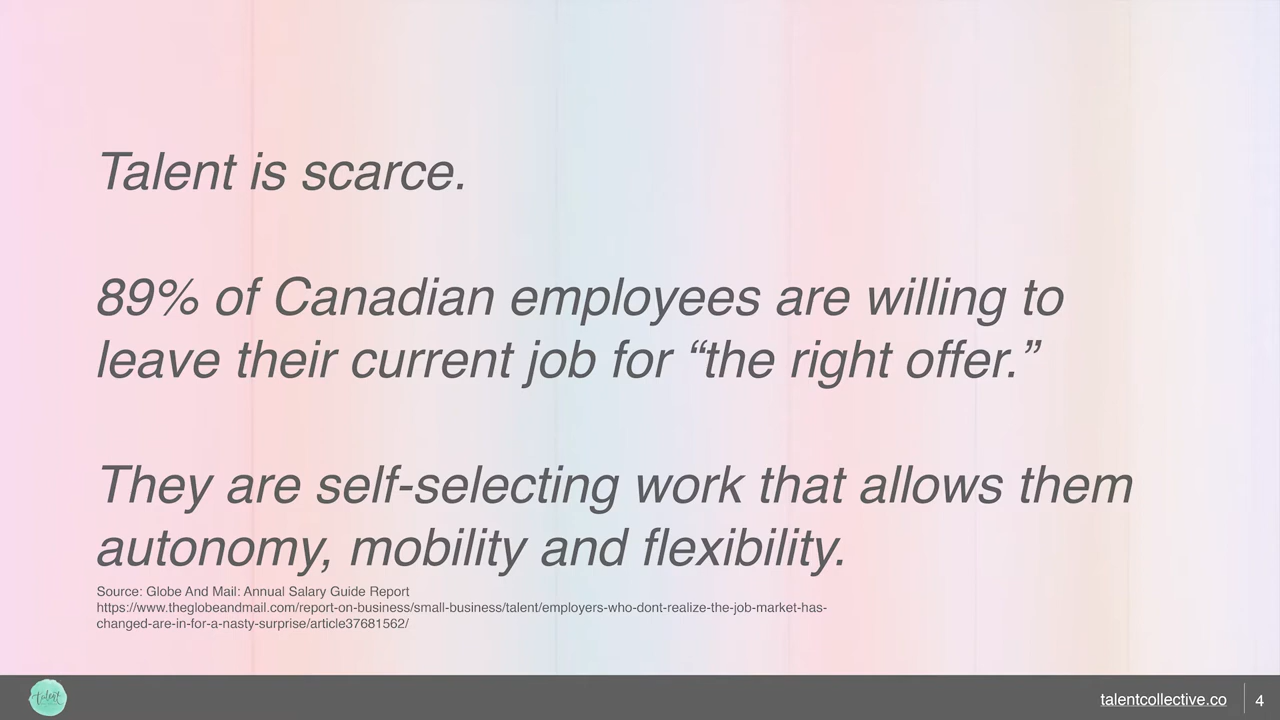 Talent is scarce.
89% of Canadian employees are willing to
leave their current job for “the right offer.”
They are self-selecting work that allows them
autonomy, mobility and flexibility.
Source: Globe And Mail: Annual Salary Guide Report
https://www.theglobeandmail.com/report-on-business/small-business/talent/employers-who-dont-realize-the-job-market-has-
changed-are-in-for-a-nasty-surprise/article37681562/
talent
talentcollective.co
4